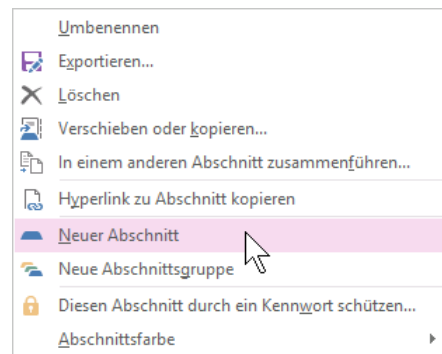 Umbenennen
Exportieren...
Löschen
Verschieben oder kopieren...
In einem anderen Abschnitt zusammenführen...
Hyperlink zu Abschnitt kopieren
Neuer Abschnitt
Neue Abschnittsgruppe
Diesen Abschnitt durch ein Kennwort schützen...
Abschnittsfarbe